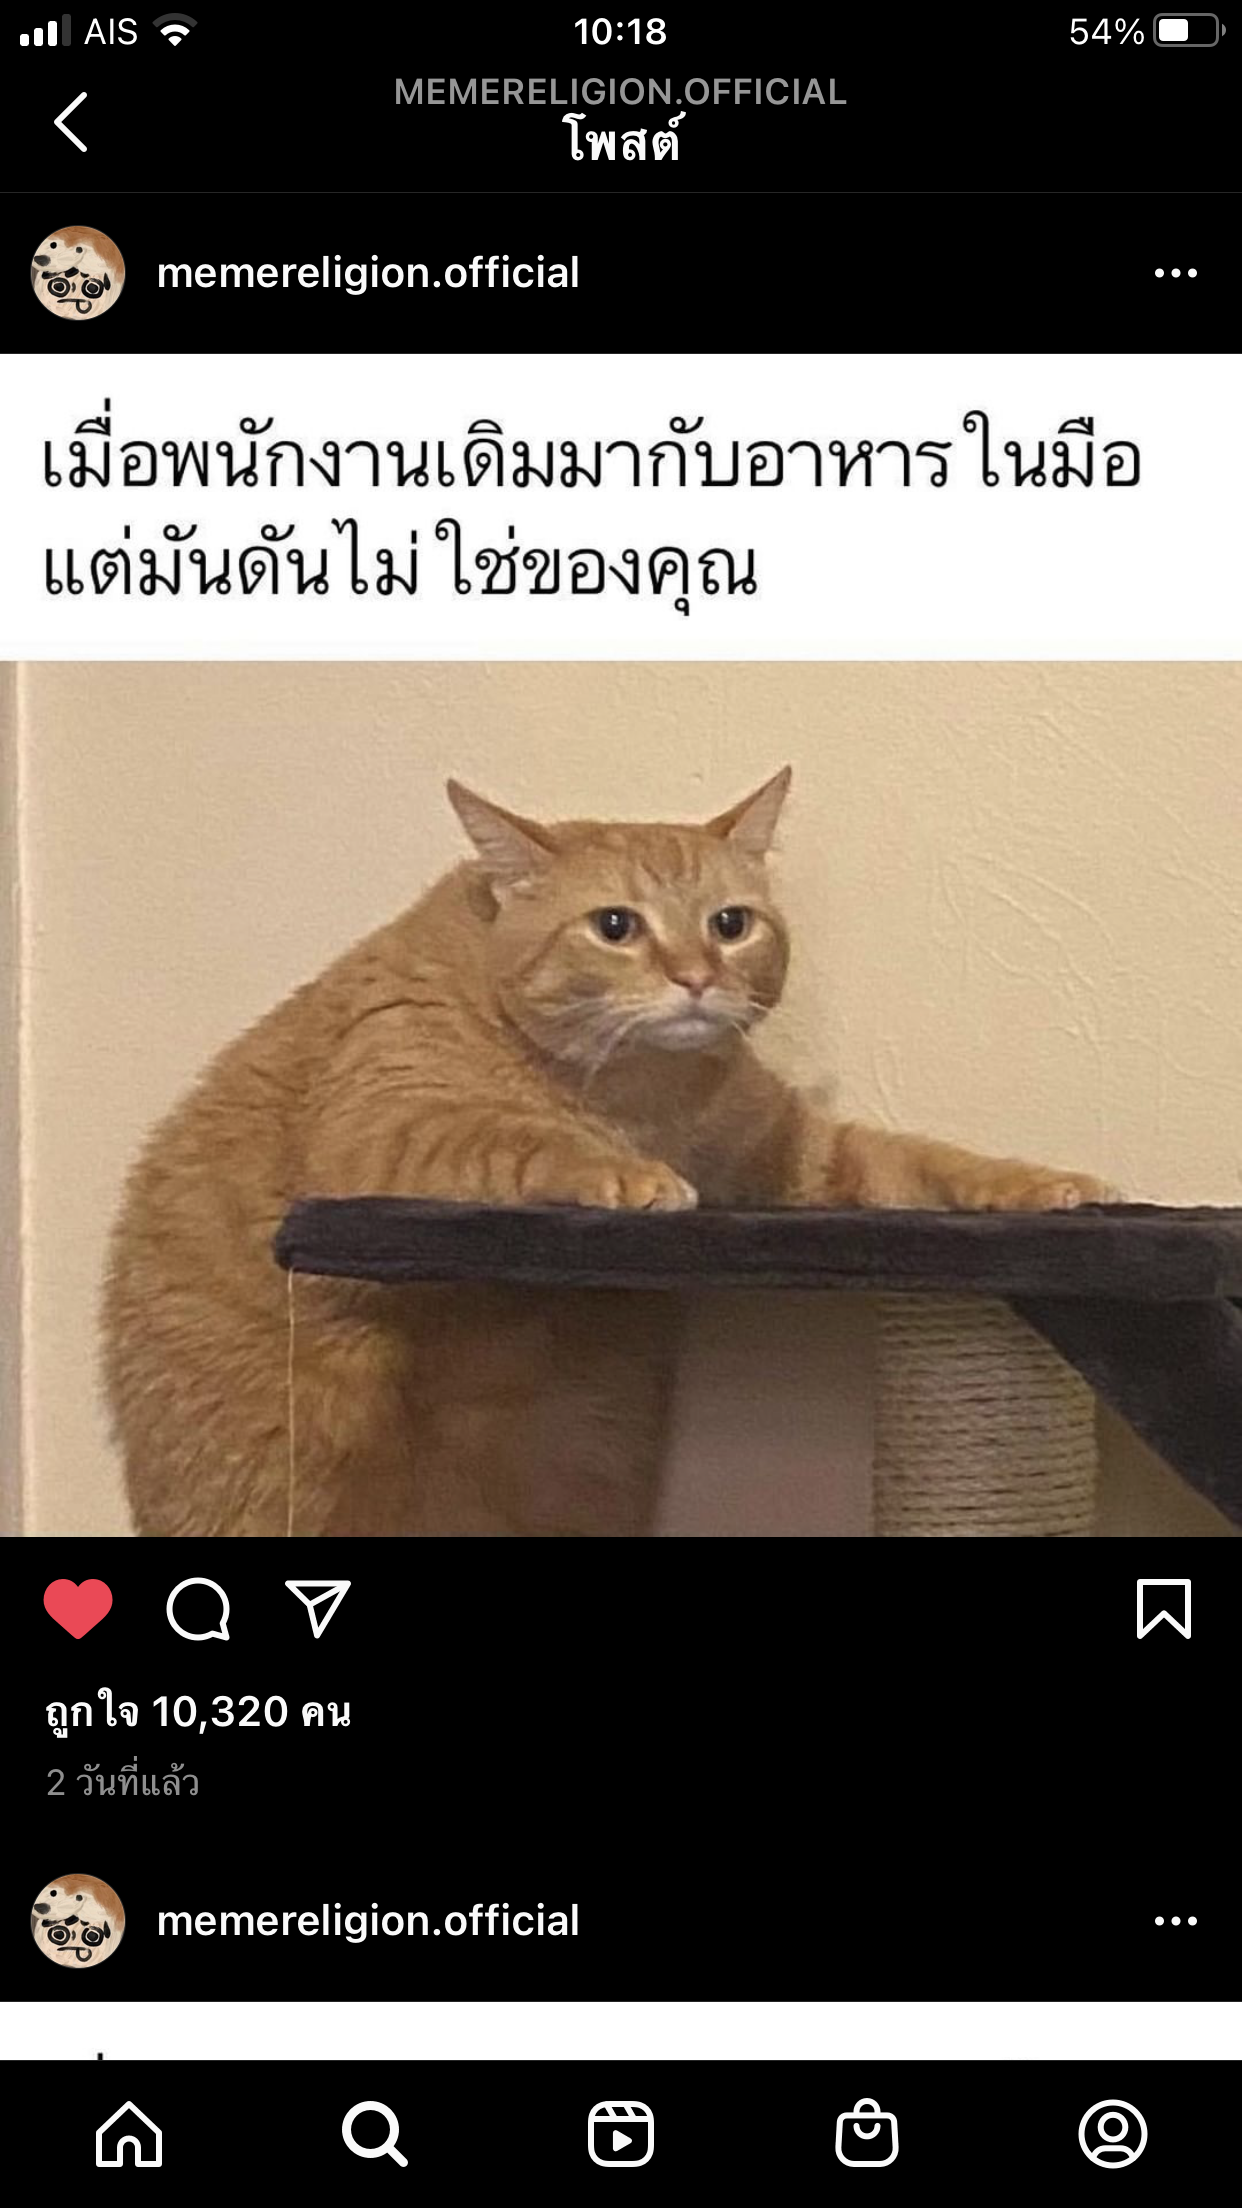 AIS 10:18 54%
MEMERELIGION.OFFICIAL
โพสต์
memereligion.official
เมื่อพนักงานเดิมมากับอาหารในมือ
แต่มันดันไม่ใช่ของคุณ
ถูกใจ 10,320 คน
2 วันที่แล้ว
memereligion.official